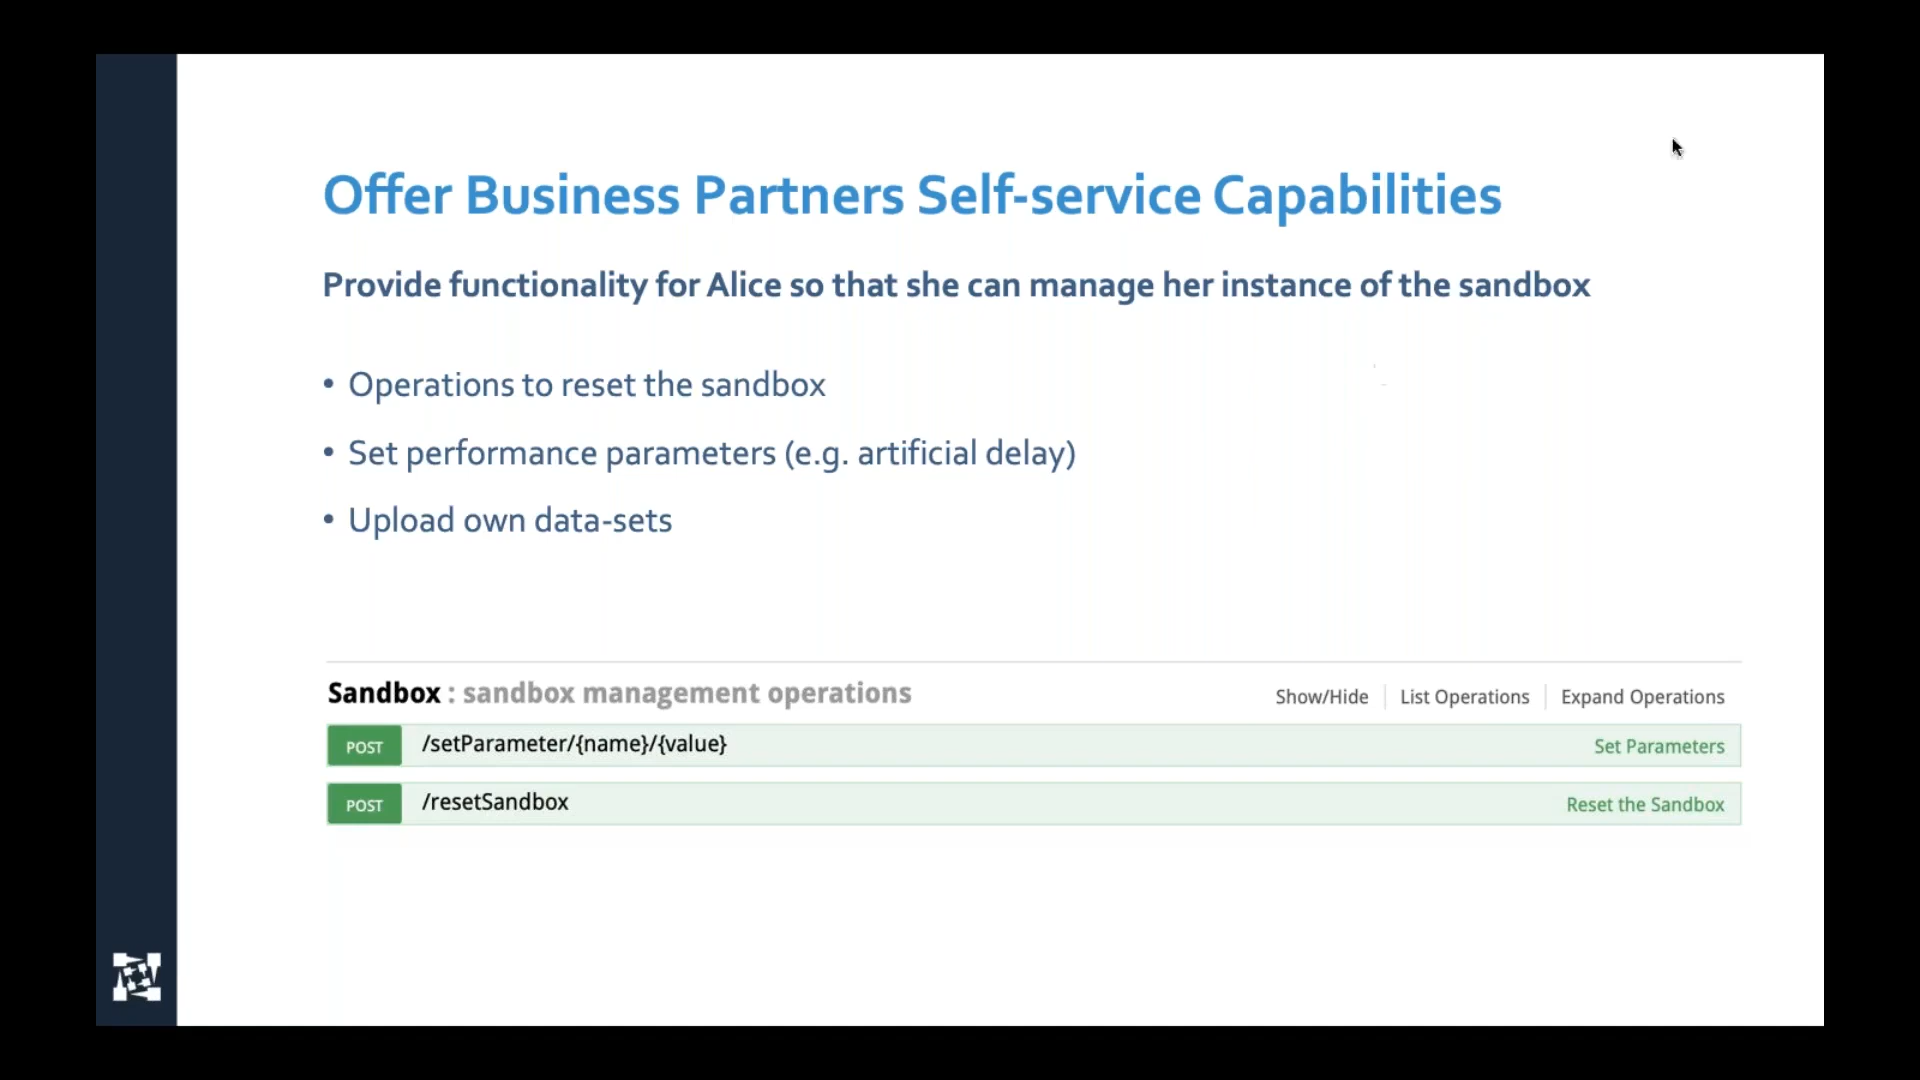 Offer Business Partners Self-service Capabilities
Provide functionality for Alice so that she can manage her instance of the sandbox
• Operations to reset the sandbox
• Set performance parameters (e.g. artificial delay)
• Upload own data-sets
Sandbox : sandbox management operations Show/Hide List Operations Expand Operations
POST /setParameter/{name}/{value} Set Parameters
POST /resetSandbox Reset the Sandbox